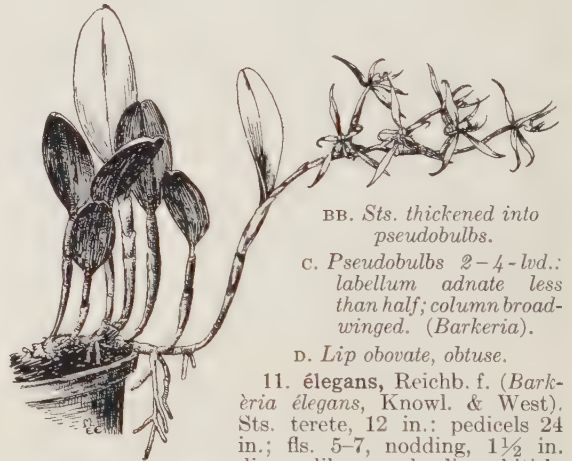 BB. Sts. thickened into
pseudobulbs.
C. Pseudobulbs 2-4-lvd.:
labellum adnate less
than half; column broad-
winged. (Barkeria).
D. Lip obovate, obtuse.
11. élegans, Reichb. f. (Bark-
èria élegans, Knowl. & West).
Sts. terete, 12 in.: pedicels 24
in.; fls. 5-7, nodding, 1½ in.